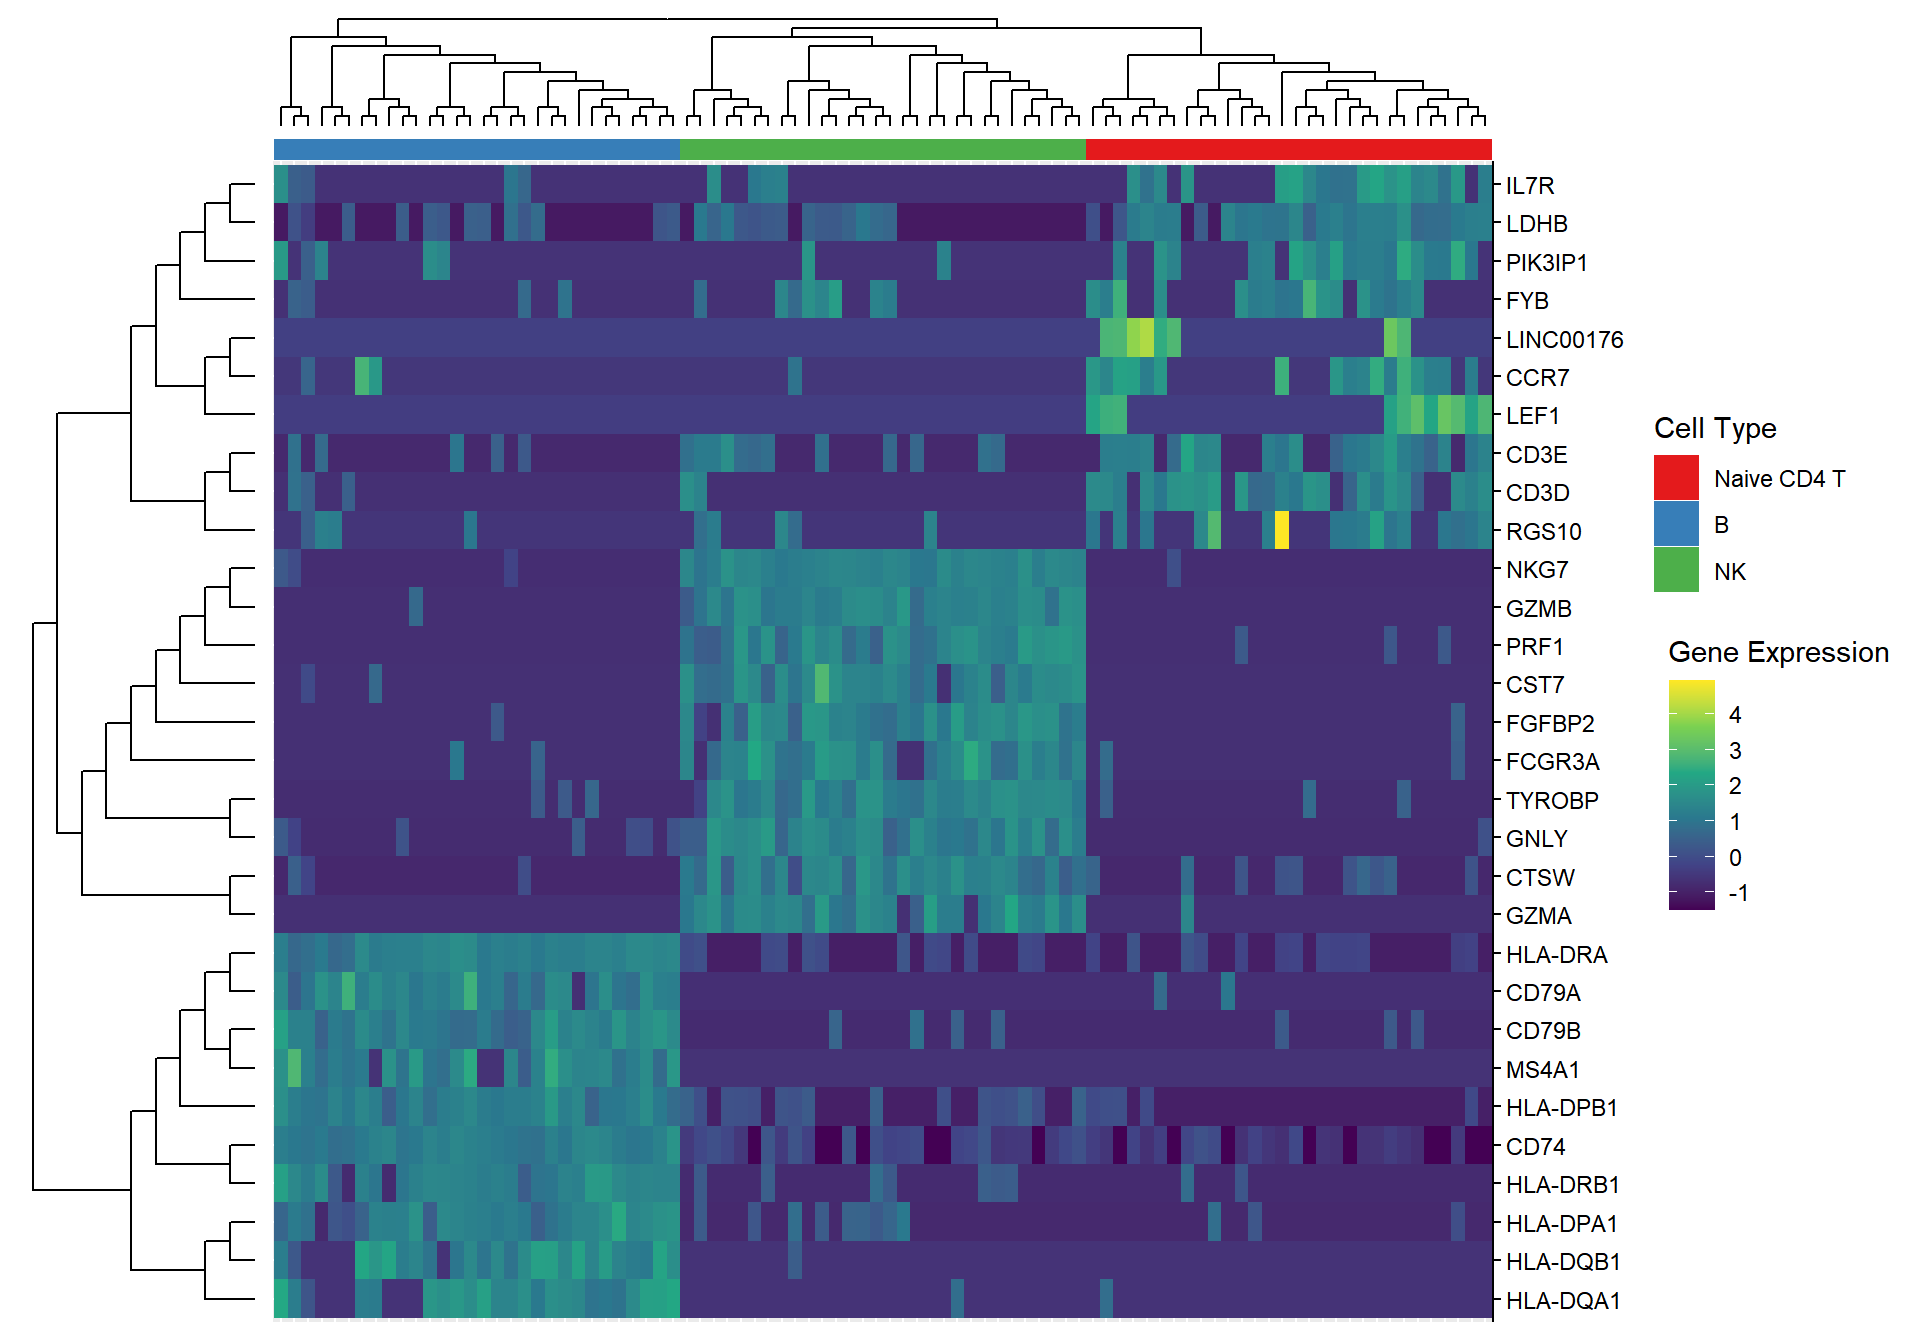 IL7R
LDHB
PIK3IP1
FYB
LINC00176
CCR7
LEF1
CD3E
CD3D
RGS10
NKG7
GZMB
PRF1
CST7
FGFBP2
FCGR3A
TYROBP
GNLY
CTSW
GZMA
HLA-DRA
CD79A
CD79B
MS4A1
HLA-DPB1
CD74
HLA-DRB1
HLA-DPA1
HLA-DQB1
HLA-DQA1
Cell Type
Naive CD4 T
B
NK
Gene Expression
4
3
2
1
0
-1